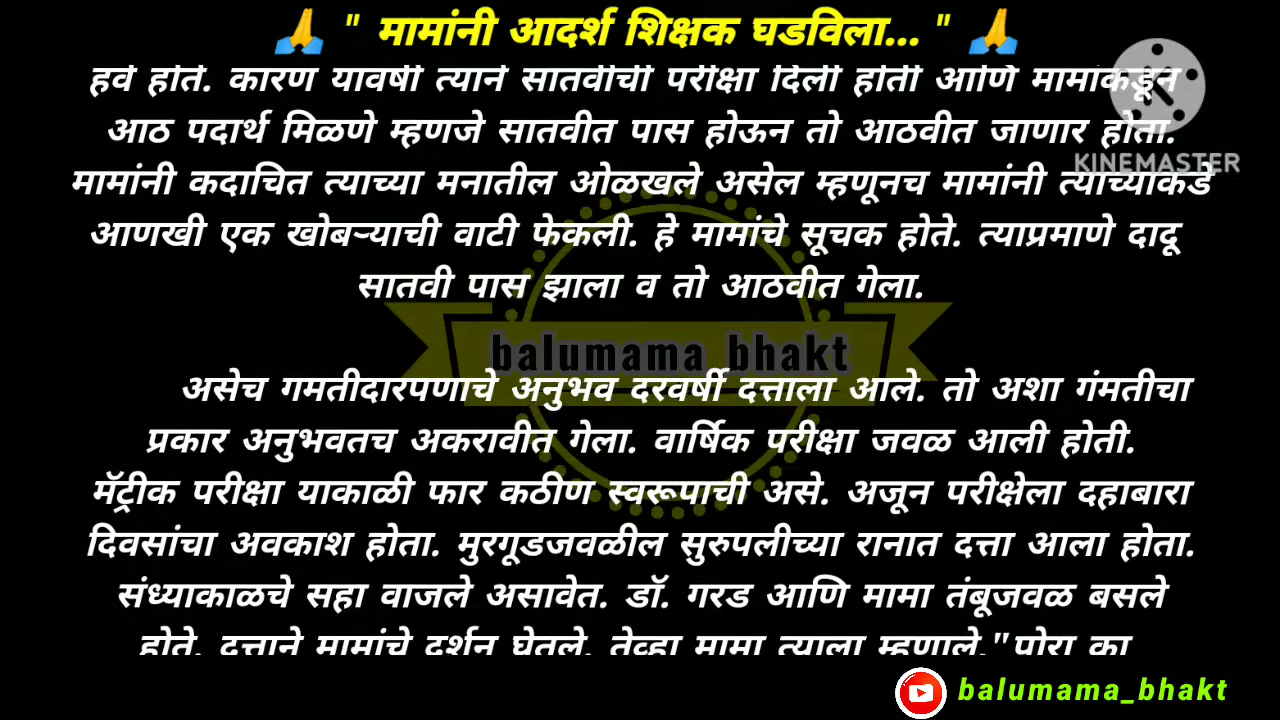 🙏 " मामांनी आदर्श शिक्षक घडविला... " 🙏
हवे होते. कारण यावर्षी त्याने सातवीची परीक्षा दिली होती आणि मामांकडून
आठ पदार्थ मिळणे म्हणजे सातवीत पास होऊन तो आठवीत जाणार होता.
KINEMASTER
मामांनी कदाचित त्याच्या मनातील ओळखले असेल म्हणूनच मामांनी त्याच्याकडे
आणखी एक खोबऱ्याची वाटी फेकली. हे मामांचे सूचक होते. त्याप्रमाणे दादू
सातवी पास झाला व तो आठवीत गेला.
balumama_bhakt
असेच गमतीदारपणाचे अनुभव दरवर्षी दत्ताला आले. तो अशा गंमतीचा
प्रकार अनुभवतच अकरावीत गेला. वार्षिक परीक्षा जवळ आली होती.
मॅट्रीक परीक्षा याकाळी फार कठीण स्वरूपाची असे. अजून परीक्षेला दहाबारा
दिवसांचा अवकाश होता. मुरगूडजवळील सुरुपलीच्या रानात दत्ता आला होता.
संध्याकाळचे सहा वाजले असावेत. डॉ. गरड आणि मामा तंबूजवळ बसले
होते. दत्ताने मामांचे दर्शन घेतले. तेव्हा मामा त्याला म्हणाले,"पोरा का
balumama_bhakt